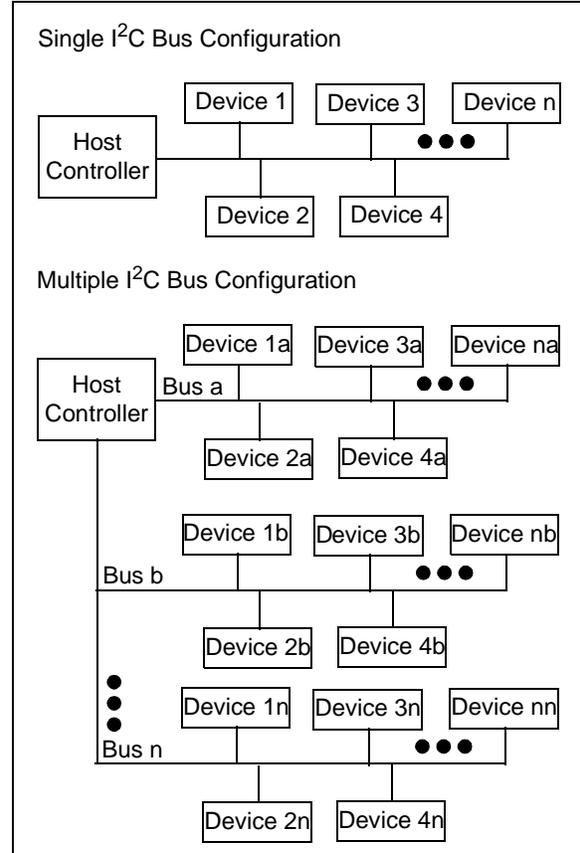 Single I²C Bus Configuration
Device 1
Device 3
Device n
Host
Controller
Device 2
Device 4
Multiple I²C Bus Configuration
Device 1a
Device 3a
Device na
Host
Controller
Bus a
Device 2a
Device 4a
Device 1b
Device 3b
Device nb
Bus b
Device 2b
Device 4b
Device 1n
Device 3n
Device nn
Bus n
Device 2n
Device 4n